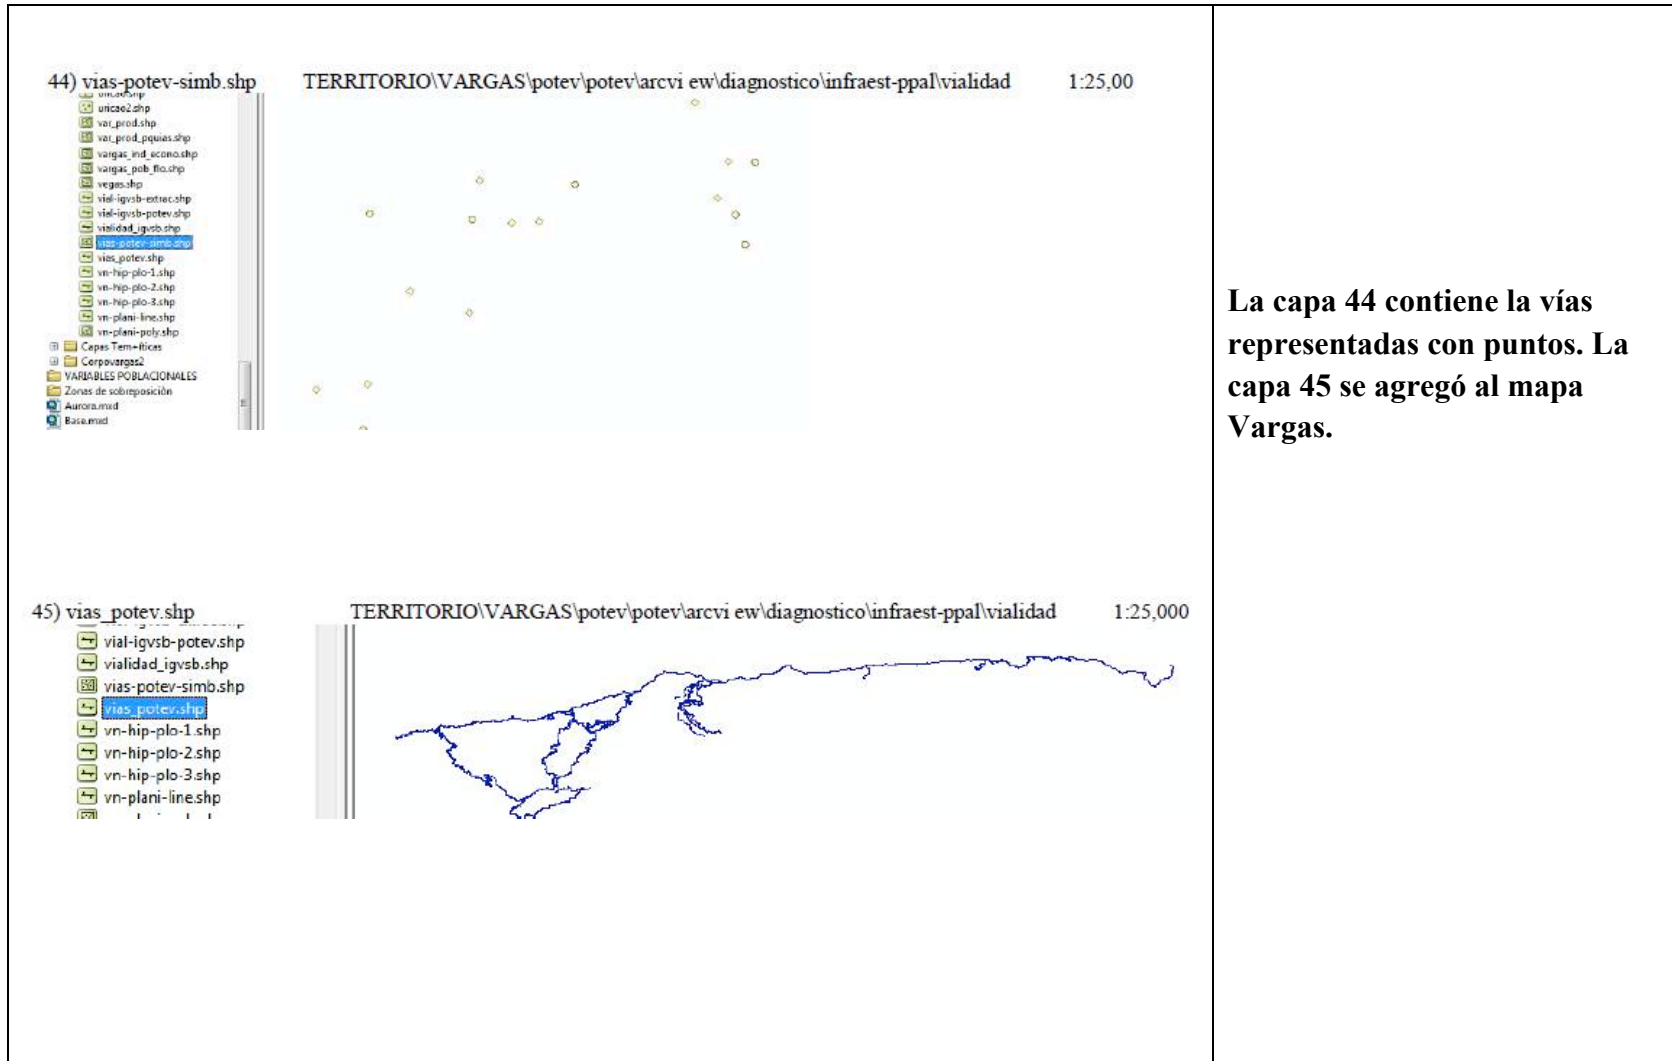 44) vias-potev-simb.shp TERRITORIO\VARGAS\potev\potev\arcvi ew\diagnostico\infraest-ppal\vialidad 1:25,00
uricao2.shp
var_prod.shp
var_prod_pquias.shp
vargas_ind_econo.shp
vargas_pob_flo.shp
vegas.shp
vial-igvsb-extrac.shp
vial-igvsb-potev.shp
vialidad_igvsb.shp
vias-potev-simb.shp
vias_potev.shp
vn-hip-plo-1.shp
vn-hip-plo-2.shp
vn-hip-plo-3.shp
vn-plani-line.shp
vn-plani-poly.shp
Capas Tem+íticas
Corpovargas2
VARIABLES POBLACIONALES
Zonas de sobreposición
Aurora.mxd
Base.mxd
La capa 44 contiene la vías
representadas con puntos. La
capa 45 se agregó al mapa
Vargas.
45) vias_potev.shp TERRITORIO\VARGAS\potev\potev\arcvi ew\diagnostico\infraest-ppal\vialidad 1:25,000
vial-igvsb-potev.shp
vialidad_igvsb.shp
vias-potev-simb.shp
vias_potev.shp
vn-hip-plo-1.shp
vn-hip-plo-2.shp
vn-hip-plo-3.shp
vn-plani-line.shp